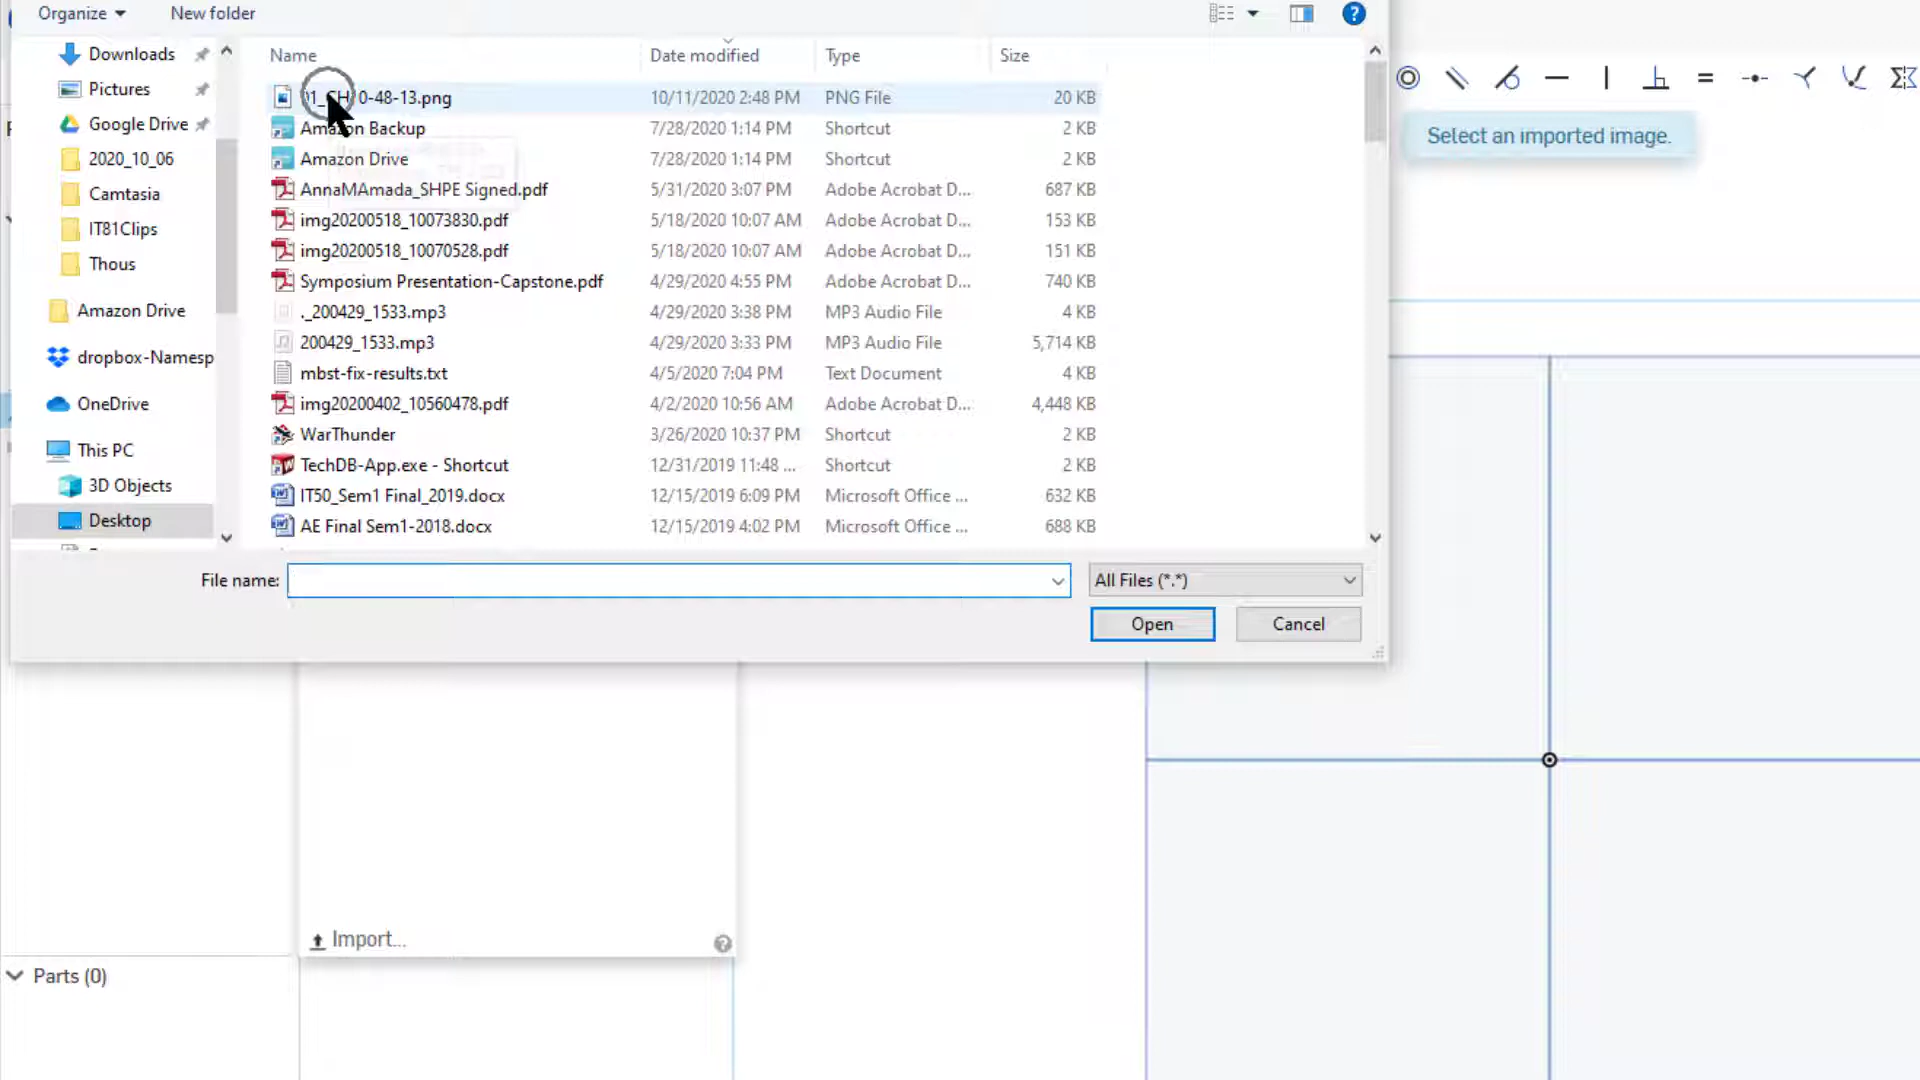 Organize New folder
Downloads
Pictures
Google Drive
2020_10_06
Camtasia
IT81Clips
Thous
Amazon Drive
dropbox-Namesp
OneDrive
This PC
3D Objects
Desktop
Name Date modified Type Size
10/11/2020 2:48 PM PNG File 20 KB
Amazon Backup 7/28/2020 1:14 PM Shortcut 2 KB
Amazon Drive 7/28/2020 1:14 PM Shortcut 2 KB
AnnaMAmada_SHPE Signed.pdf 5/31/2020 3:07 PM Adobe Acrobat D... 687 KB
img20200518_10073830.pdf 5/18/2020 10:07 AM Adobe Acrobat D... 153 KB
img20200518_10070528.pdf 5/18/2020 10:07 AM Adobe Acrobat D... 151 KB
Symposium Presentation-Capstone.pdf 4/29/2020 4:55 PM Adobe Acrobat D... 740 KB
._200429_1533.mp3 4/29/2020 3:38 PM MP3 Audio File 4 KB
200429_1533.mp3 4/29/2020 3:33 PM MP3 Audio File 5,714 KB
mbst-fix-results.txt 4/5/2020 7:04 PM Text Document 4 KB
img20200402_10560478.pdf 4/2/2020 10:56 AM Adobe Acrobat D... 4,448 KB
WarThunder 3/26/2020 10:37 PM Shortcut 2 KB
TechDB-App.exe - Shortcut 12/31/2019 11:48 ... Shortcut 2 KB
IT50_Sem1 Final_2019.docx 12/15/2019 6:09 PM Microsoft Office ... 632 KB
AE Final Sem1-2018.docx 12/15/2019 4:02 PM Microsoft Office ... 688 KB
File name: All Files (*.*)
Open Cancel
Select an imported image.
Import...
Parts (0)